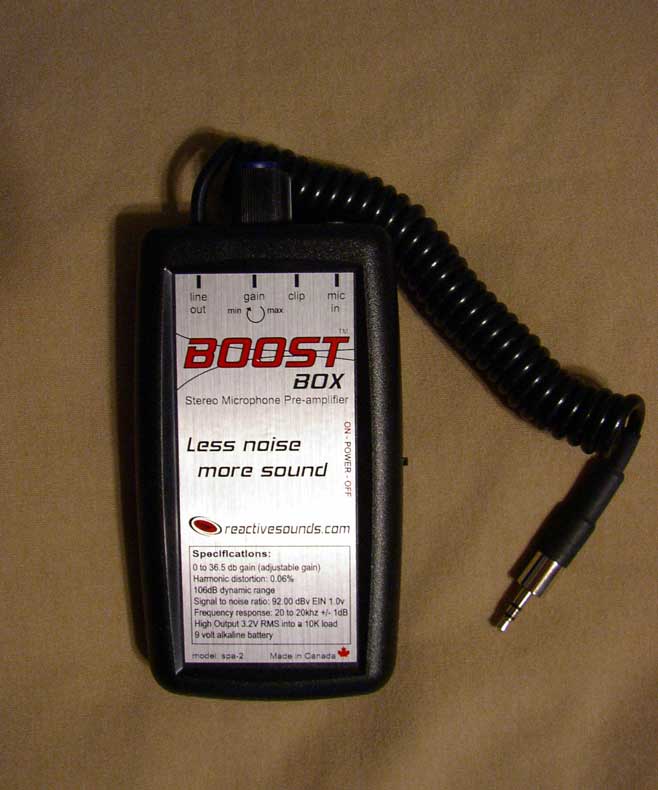 line out
gain
clip
mic in
min max
BOOST™
BOX
Stereo Microphone Pre-amplifier
ON - POWER - OFF
Less noise
more sound
reactivesounds.com
Specifications:
0 to 36.5 db gain (adjustable gain)
Harmonic distortion: 0.06%
106dB dynamic range
Signal to noise ratio: 92.00 dBv EIN 1.0v
Frequency response: 20 to 20khz +/- 1dB
High Output 3.2V RMS into a 10K load
9 volt alkaline battery
model: spa-2 Made in Canada